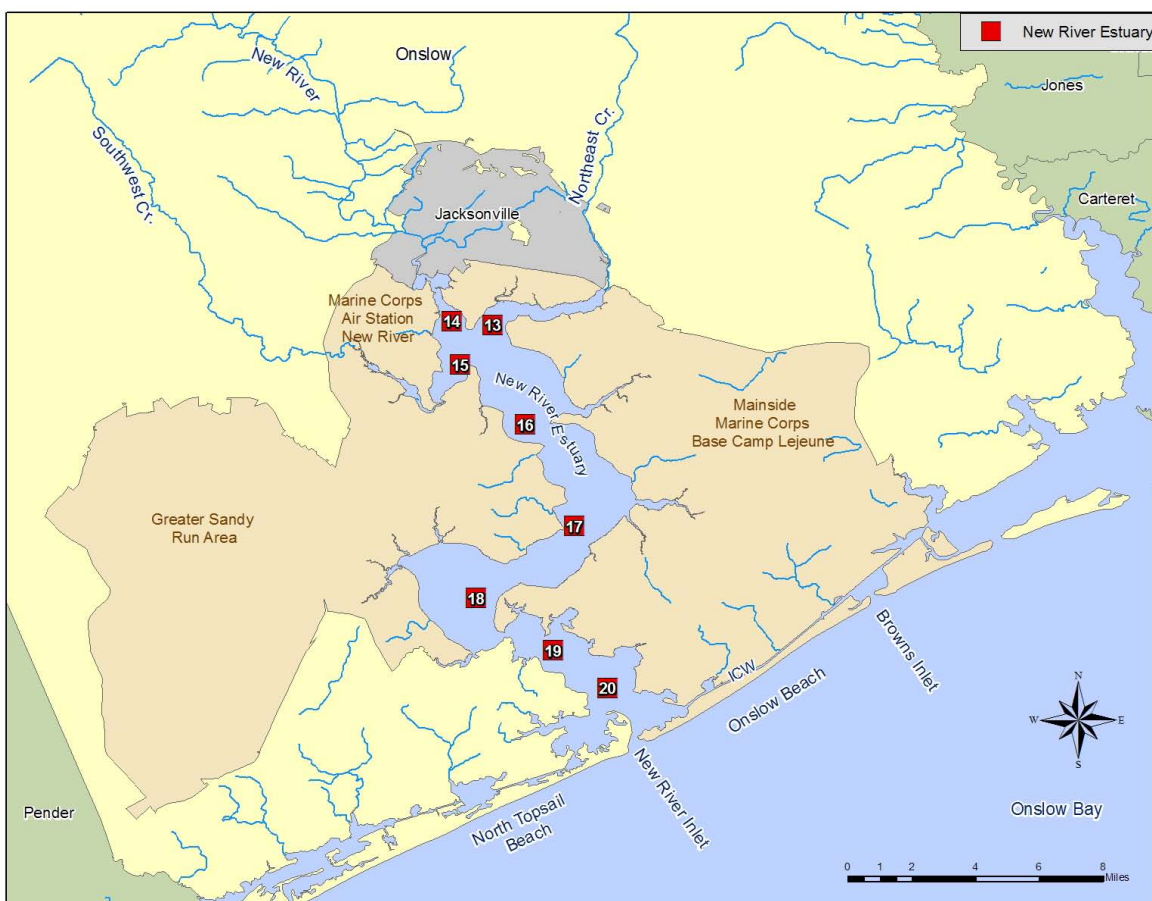 New River Estuary
New River
Onslow
Jones
Southwest Cr.
Northeast Cr.
Jacksonville
Carteret
Marine Corps
Air Station
New River
14
13
15
New River Estuary
16
Mainside
Marine Corps
Base Camp Lejeune
Greater Sandy
Run Area
17
18
19
20
ICW
Onslow Beach
Browns Inlet
N
W
E
S
Pender
North Topsail
Beach
New River Inlet
Onslow Bay
0 1 2 4 6 8
Miles